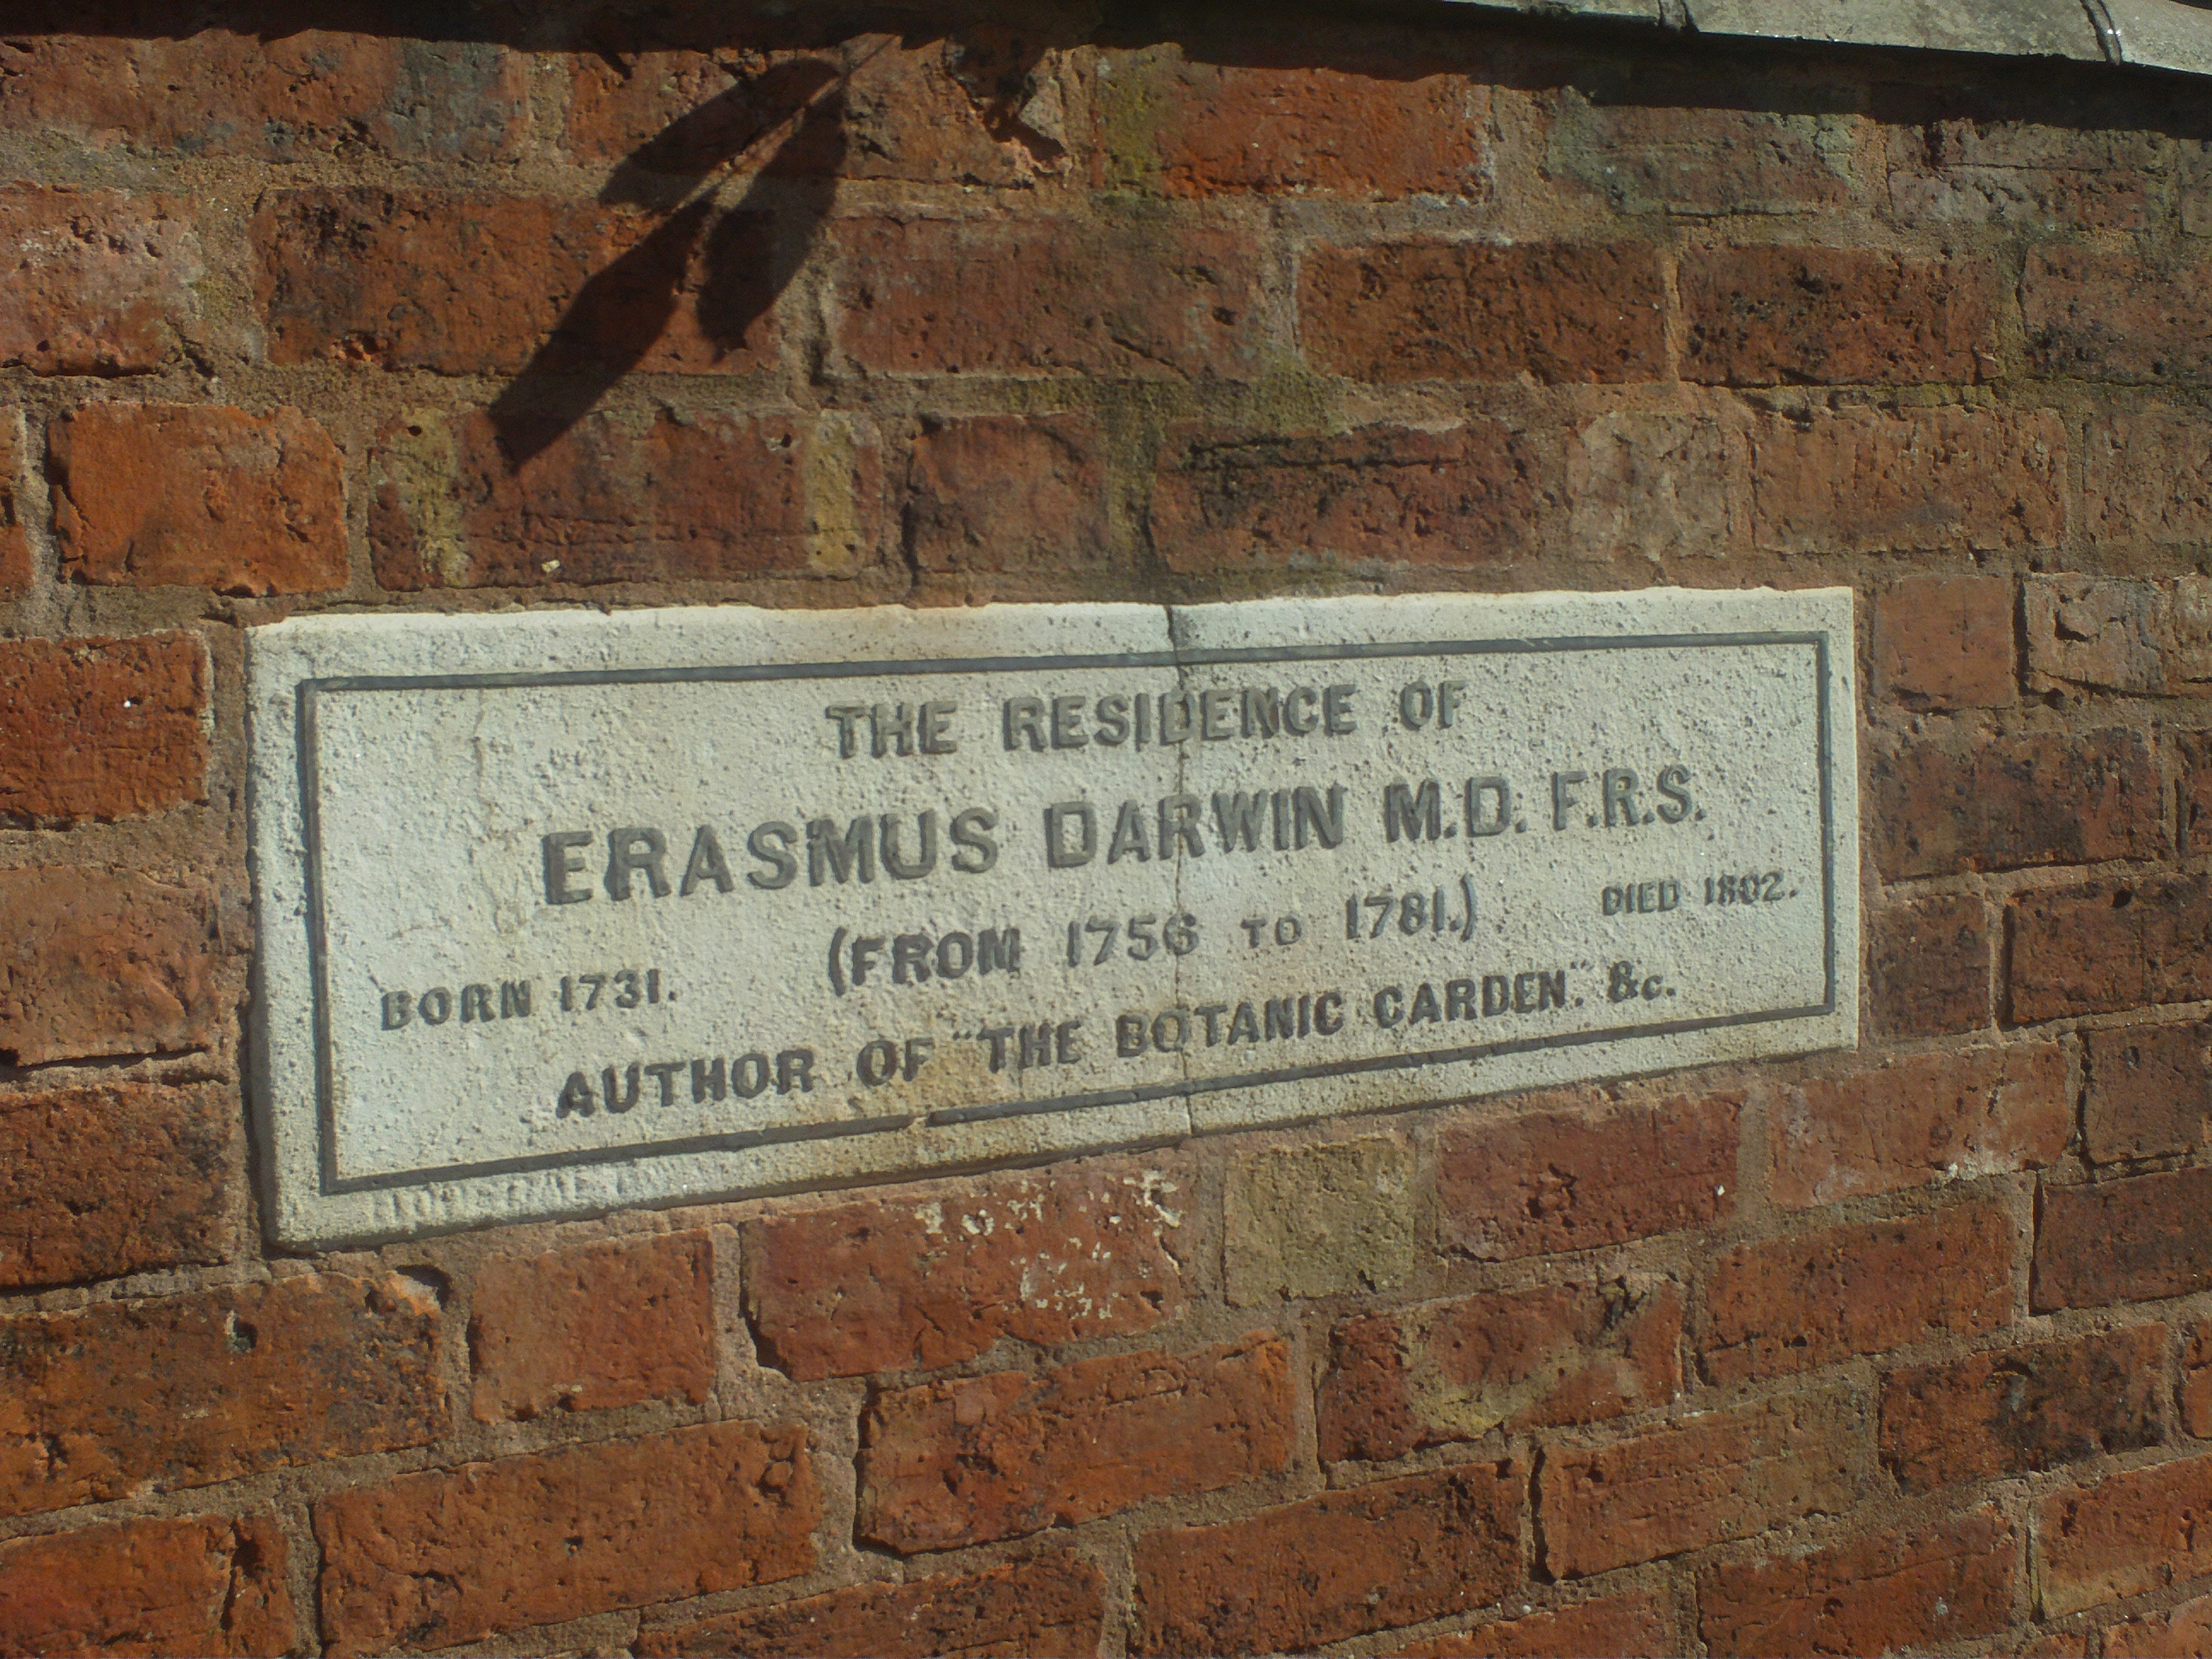 THE RESIDENCE OF
ERASMUS DARWIN M.D. F.R.S.
(FROM 1756 TO 1781.)
BORN 1731. DIED 1802.
AUTHOR OF "THE BOTANIC GARDEN". &c.